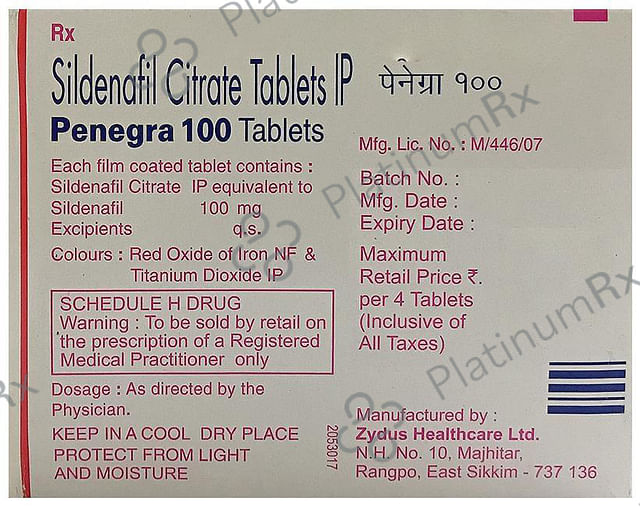 Rx
Sildenafil Citrate Tablets IP पेनेग्रा १००
Penegra 100 Tablets
Each film coated tablet contains :
Sildenafil Citrate IP equivalent to
Sildenafil 100 mg
Excipients q.s.
Colours : Red Oxide of Iron NF &
Titanium Dioxide IP
SCHEDULE H DRUG
Warning : To be sold by retail on
the prescription of a Registered
Medical Practitioner only
Dosage : As directed by the
Physician.
KEEP IN A COOL DRY PLACE
PROTECT FROM LIGHT
AND MOISTURE
2053017
Mfg. Lic. No. : M/446/07
Batch No. :
Mfg. Date :
Expiry Date :
Maximum
Retail Price ₹.
per 4 Tablets
(Inclusive of
All Taxes)
Manufactured by :
Zydus Healthcare Ltd.
N.H. No. 10, Majhitar,
Rangpo, East Sikkim - 737 136
PlatinumRx
PlatinumRx
PlatinumRx
Rx